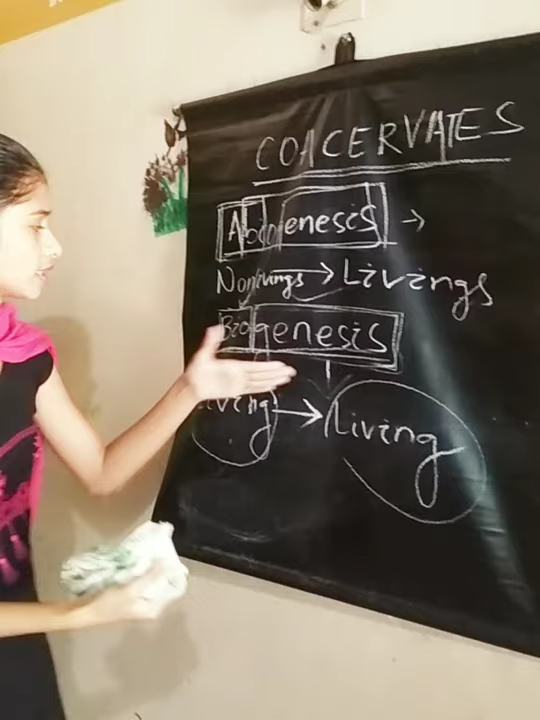 COACERVATES
Abiogenesis →
Nonlivings → Livings
Biogenesis
Living → Living